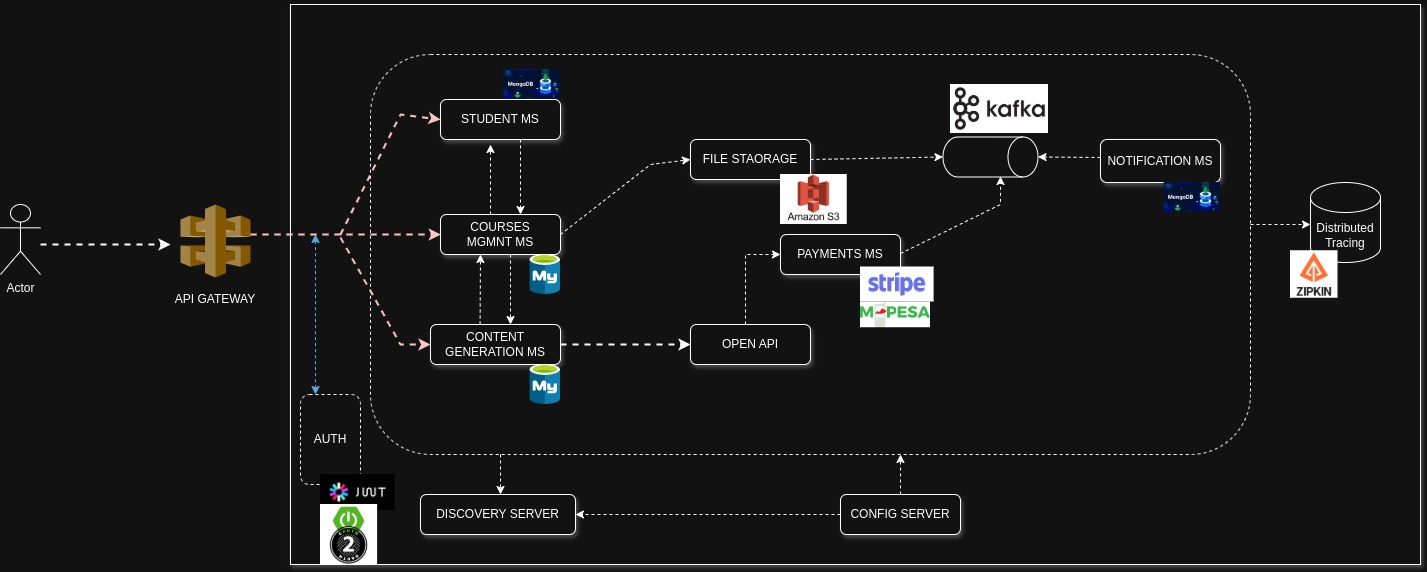 MongoDB
STUDENT MS
kafka
FILE STAORAGE
NOTIFICATION MS
Amazon S3
MongoDB
COURSES
MGMNT MS
Distributed
Tracing
PAYMENTS MS
ZIPKIN
My
stripe
M-PESA
Actor
API GATEWAY
CONTENT
GENERATION MS
OPEN API
My
AUTH
JWT
DISCOVERY SERVER
CONFIG SERVER
2